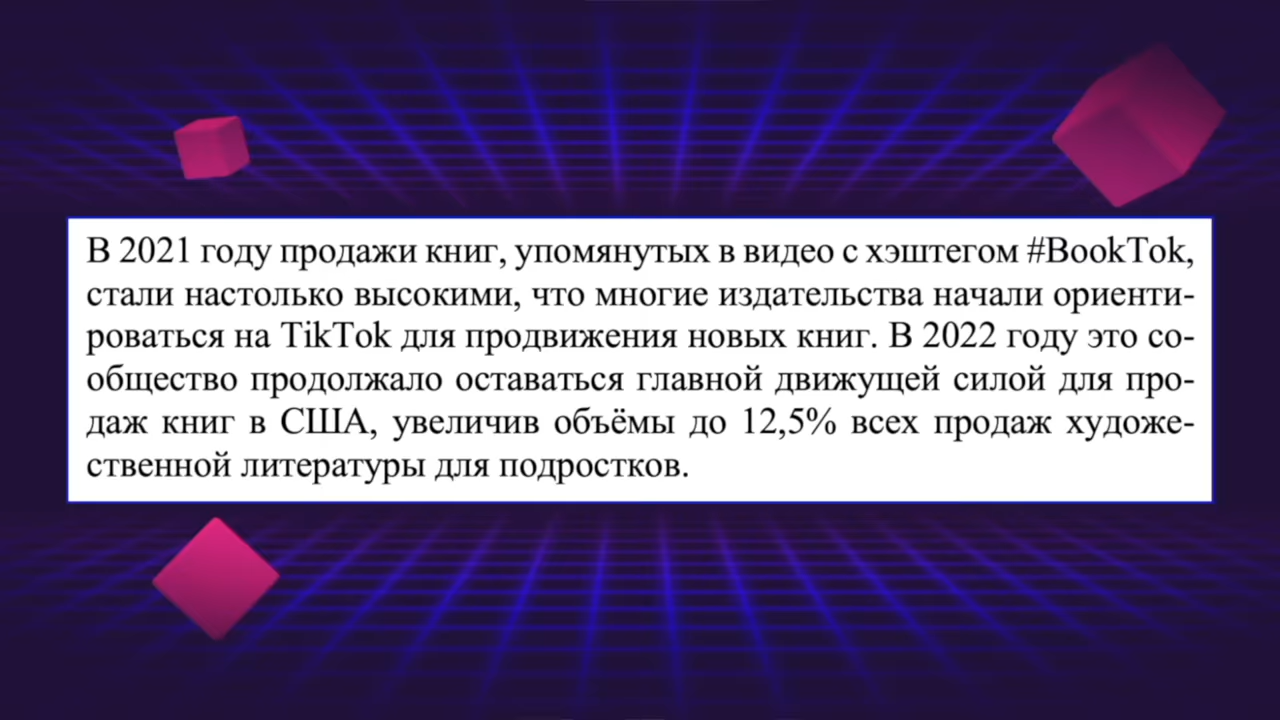 В 2021 году продажи книг, упомянутых в видео с хэштегом #BookTok,
стали настолько высокими, что многие издательства начали ориенти-
роваться на TikTok для продвижения новых книг. В 2022 году это со-
общество продолжало оставаться главной движущей силой для про-
даж книг в США, увеличив объёмы до 12,5% всех продаж художе-
ственной литературы для подростков.